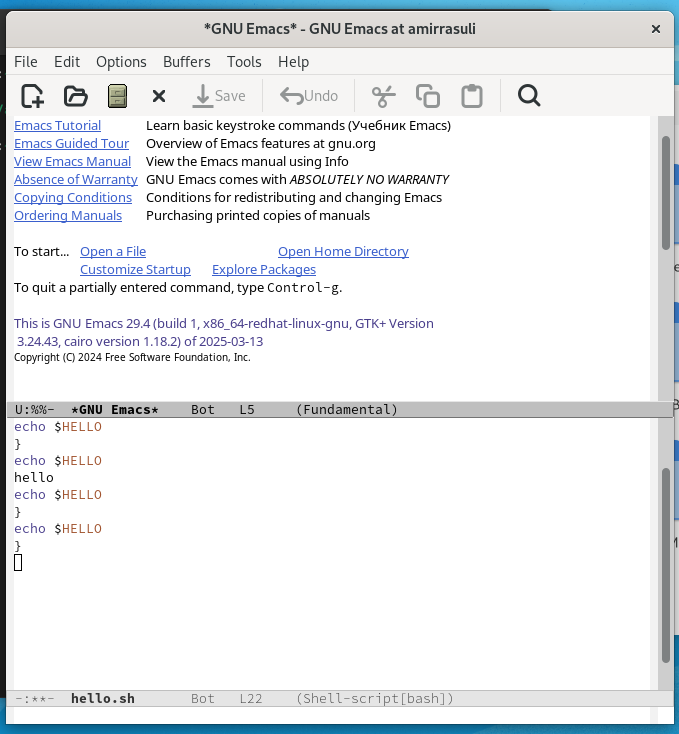 *GNU Emacs* - GNU Emacs at amirrasuli
File Edit Options Buffers Tools Help
Save Undo
Emacs Tutorial Learn basic keystroke commands (Учебник Emacs)
Emacs Guided Tour Overview of Emacs features at gnu.org
View Emacs Manual View the Emacs manual using Info
Absence of Warranty GNU Emacs comes with ABSOLUTELY NO WARRANTY
Copying Conditions Conditions for redistributing and changing Emacs
Ordering Manuals Purchasing printed copies of manuals
To start... Open a File Open Home Directory
Customize Startup Explore Packages
To quit a partially entered command, type Control-g.
This is GNU Emacs 29.4 (build 1, x86_64-redhat-linux-gnu, GTK+ Version
3.24.43, cairo version 1.18.2) of 2025-03-13
Copyright (C) 2024 Free Software Foundation, Inc.
U:%%- *GNU Emacs* Bot L5 (Fundamental)
echo $HELLO
}
echo $HELLO
hello
echo $HELLO
}
echo $HELLO
}
-:**- hello.sh Bot L22 (Shell-script[bash])